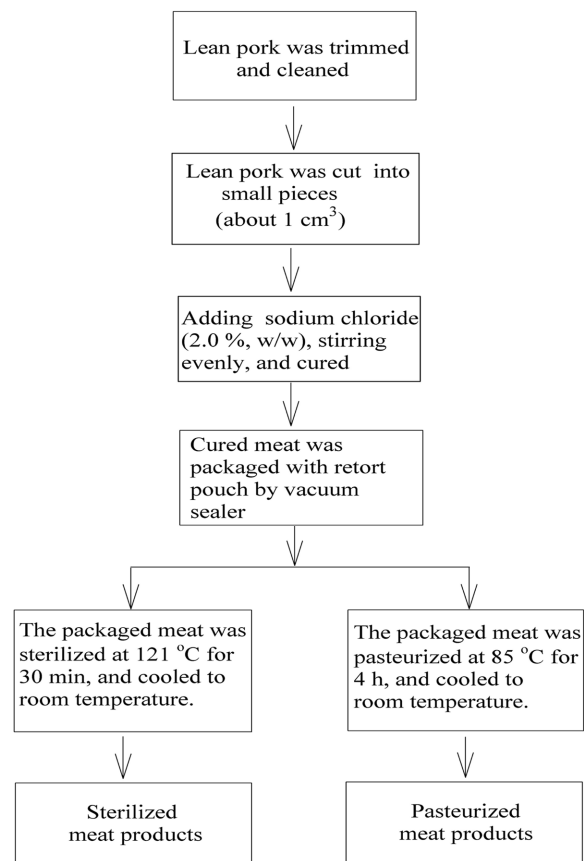 Lean pork was trimmed
and cleaned
Lean pork was cut into
small pieces
(about 1 cm³)
Adding sodium chloride
(2.0 %, w/w), stirring
evenly, and cured
Cured meat was
packaged with retort
pouch by vacuum
sealer
The packaged meat was
sterilized at 121 °C for
30 min, and cooled to
room temperature.
The packaged meat was
pasteurized at 85 °C for
4 h, and cooled to
room temperature.
Sterilized
meat products
Pasteurized
meat products